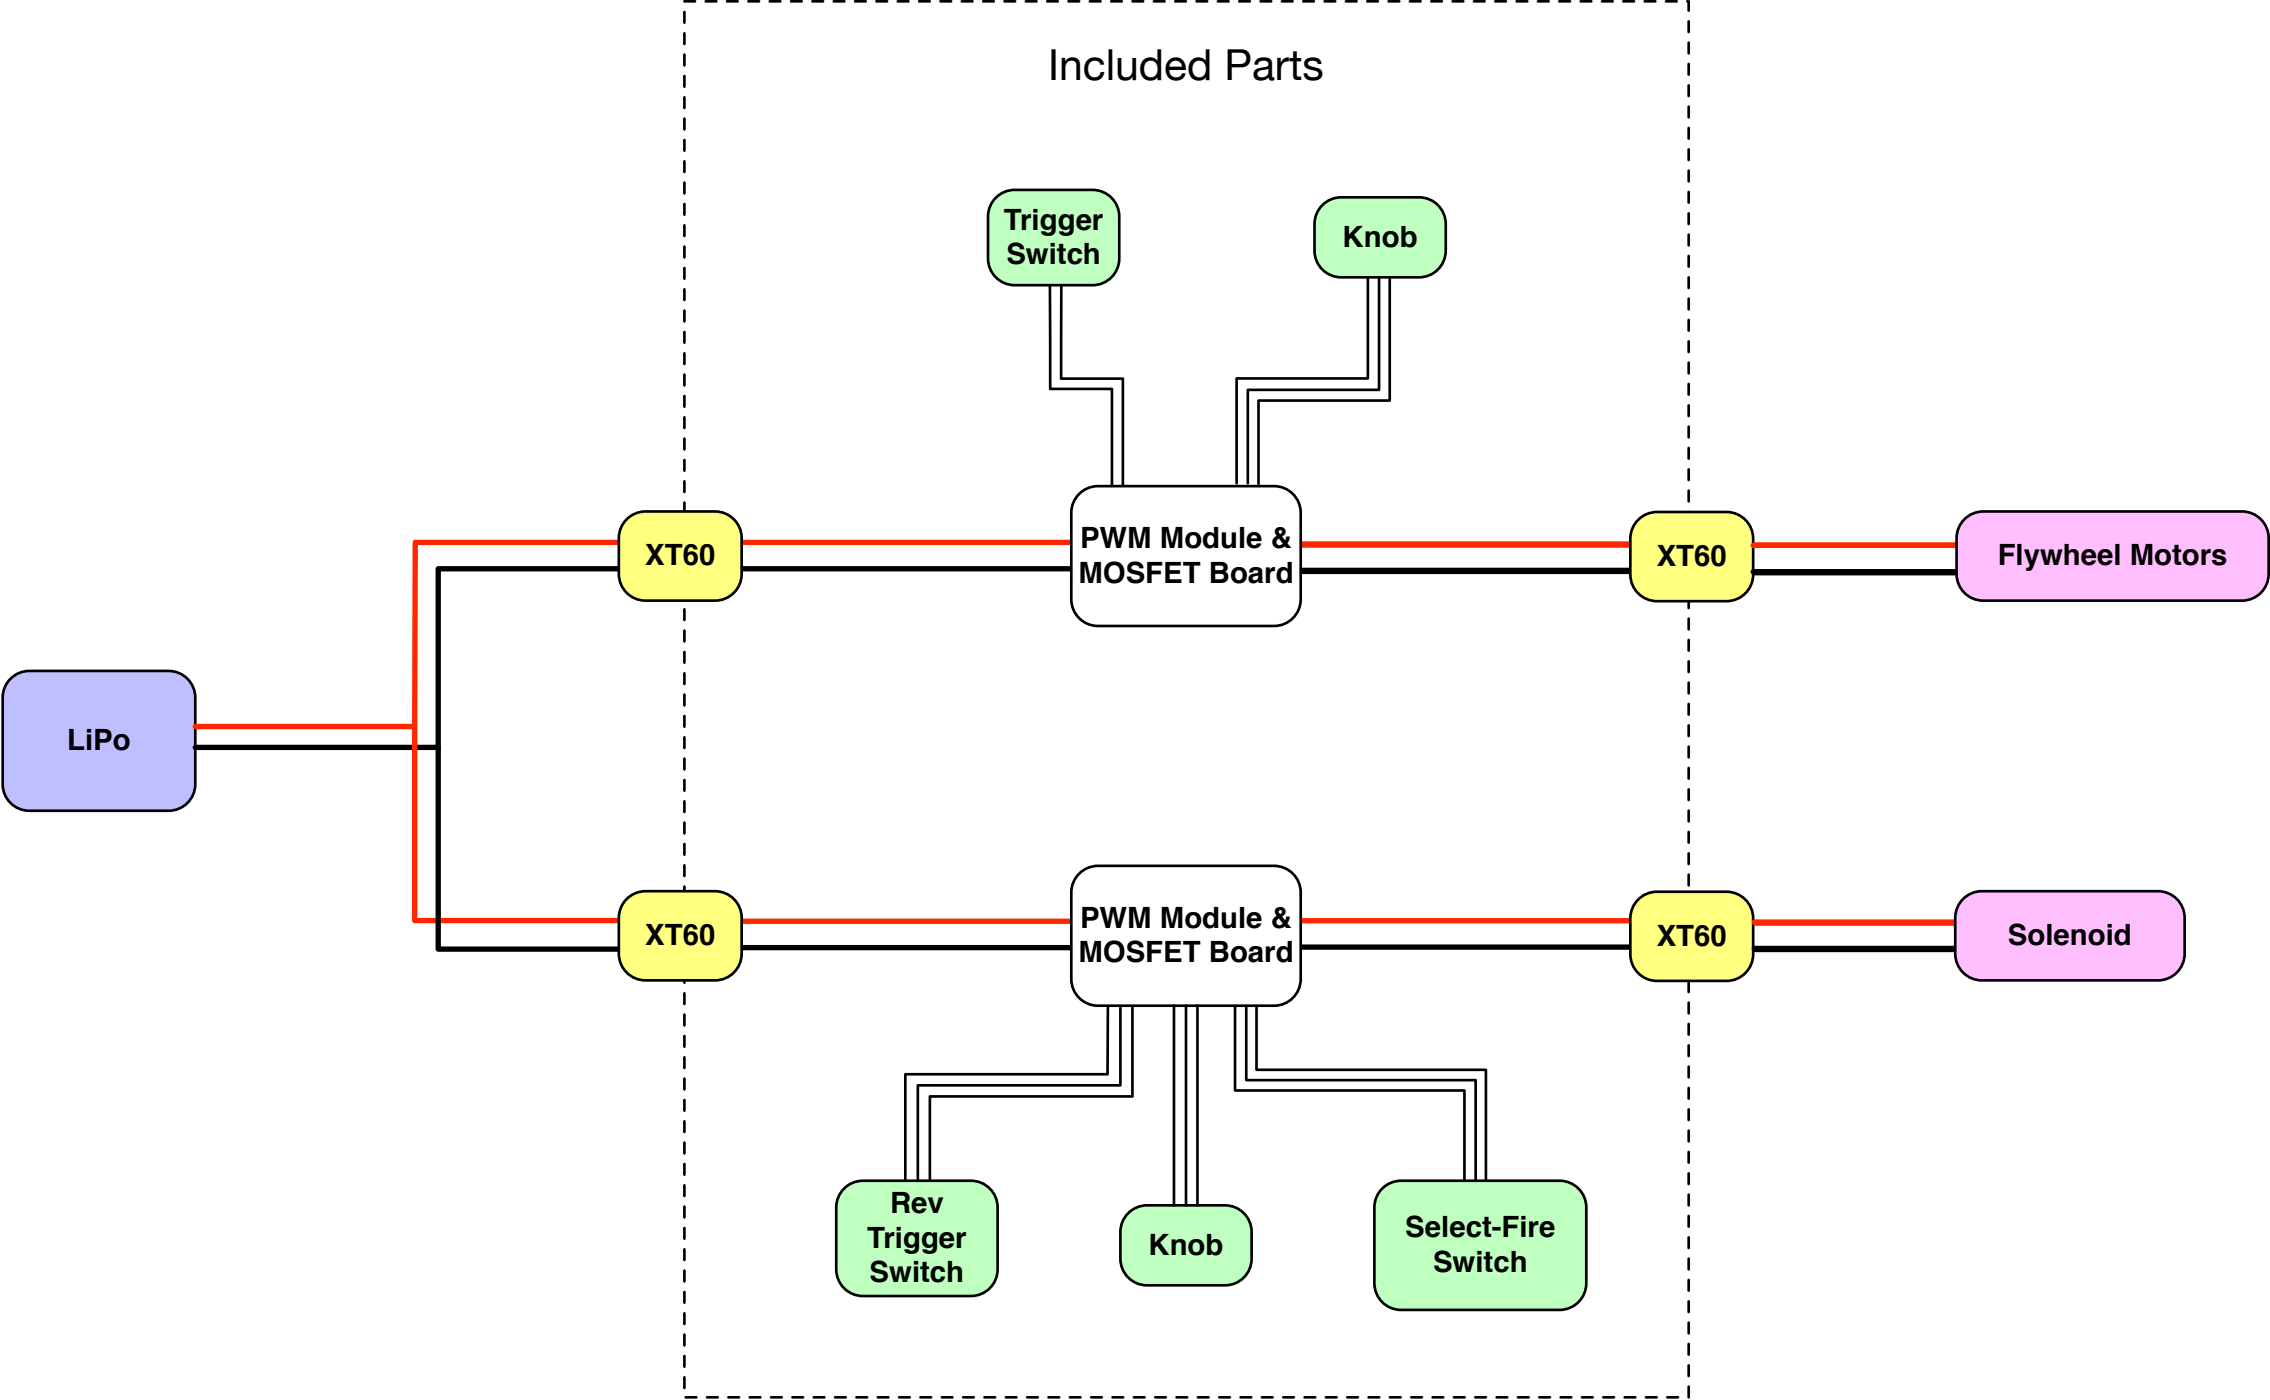 Included Parts
Trigger
Switch
Knob
XT60
PWM Module &
MOSFET Board
XT60
Flywheel Motors
LiPo
XT60
PWM Module &
MOSFET Board
XT60
Solenoid
Rev
Trigger
Switch
Knob
Select-Fire
Switch